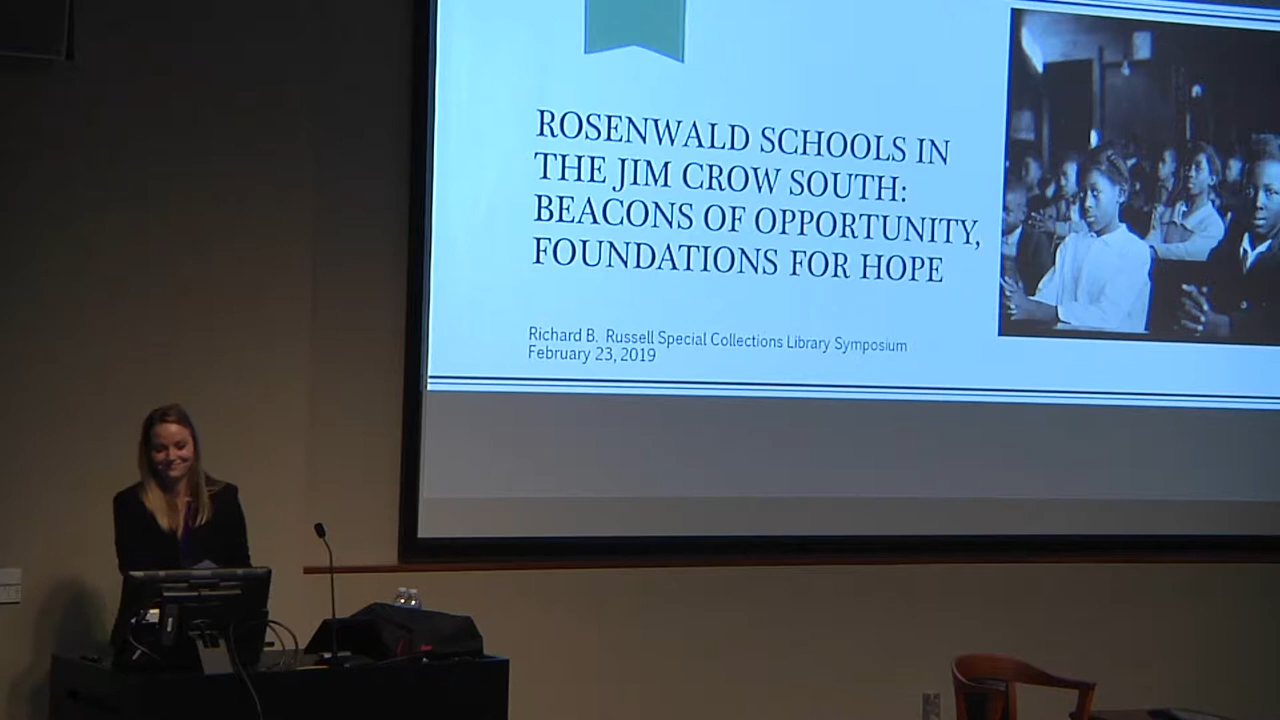 ROSENWALD SCHOOLS IN
THE JIM CROW SOUTH:
BEACONS OF OPPORTUNITY,
FOUNDATIONS FOR HOPE
Richard B. Russell Special Collections Library Symposium
February 23, 2019